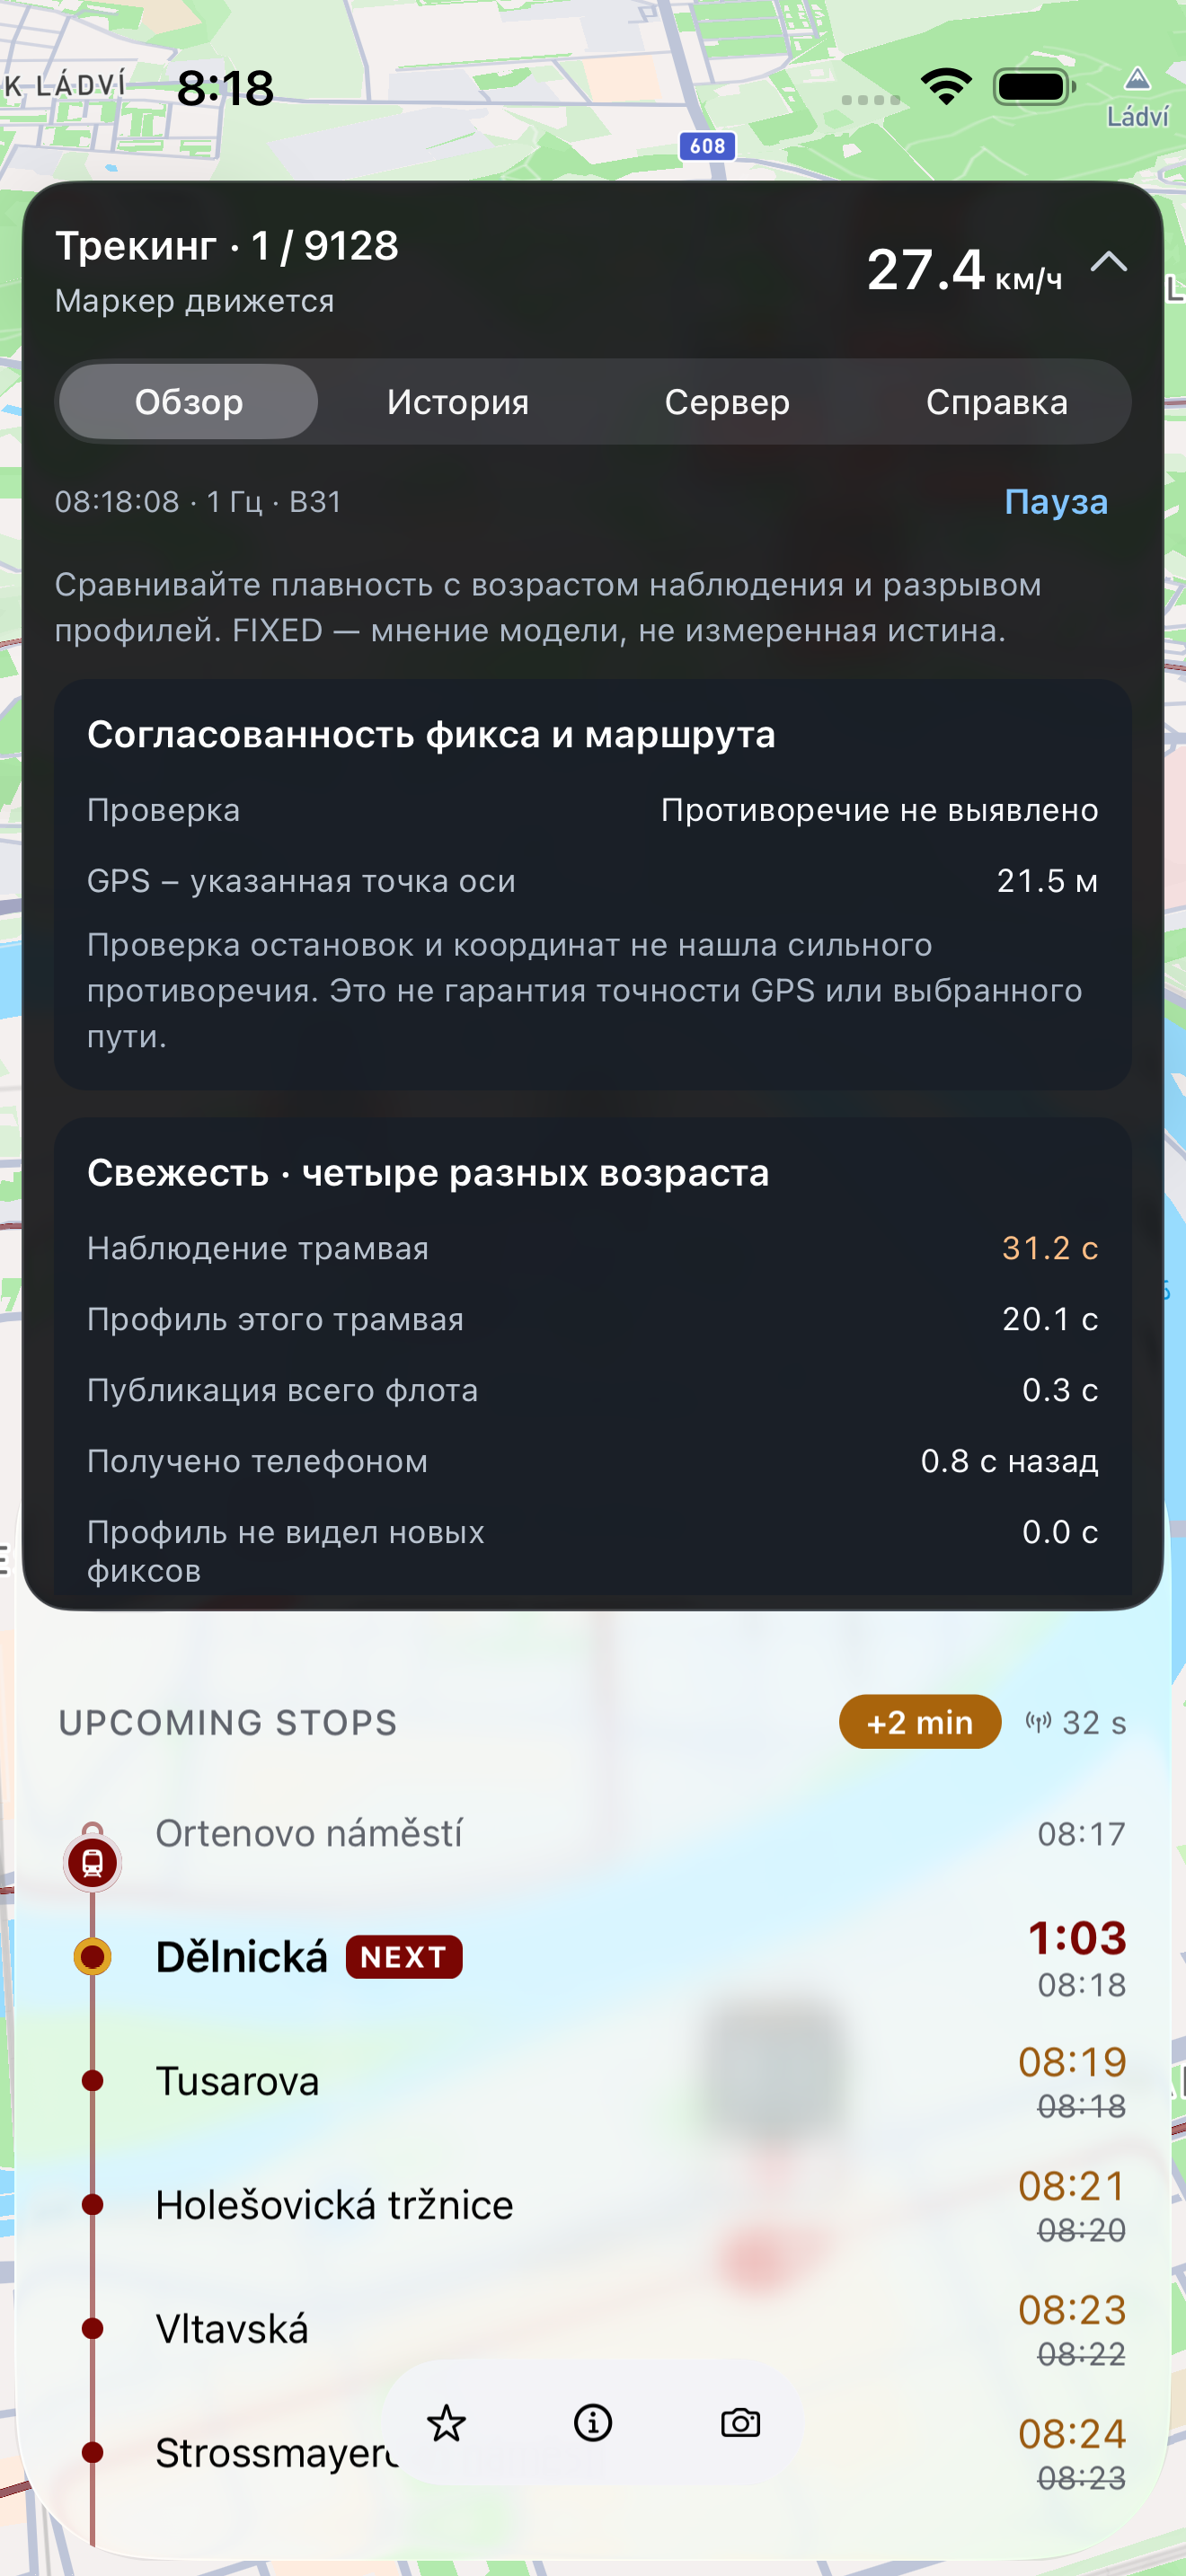 K LÁDVÍ
8:18
Ládví
608
Трекинг · 1 / 9128
27.4 км/ч
Маркер движется
Обзор
История
Сервер
Справка
08:18:08 · 1 Гц · B31
Пауза
Сравнивайте плавность с возрастом наблюдения и разрывом
профилей. FIXED — мнение модели, не измеренная истина.
Согласованность фикса и маршрута
Проверка
Противоречие не выявлено
GPS – указанная точка оси
21.5 м
Проверка остановок и координат не нашла сильного
противоречия. Это не гарантия точности GPS или выбранного
пути.
Свежесть · четыре разных возраста
Наблюдение трамвая
31.2 с
Профиль этого трамвая
20.1 с
Публикация всего флота
0.3 с
Получено телефоном
0.8 с назад
Профиль не видел новых
фиксов
0.0 с
UPCOMING STOPS
+2 min
32 s
Ortenovo náměstí
08:17
Dělnická
NEXT
1:03
08:18
Tusarova
08:19
08:18
Holešovická tržnice
08:21
08:20
Vltavská
08:23
08:22
08:24
08:23